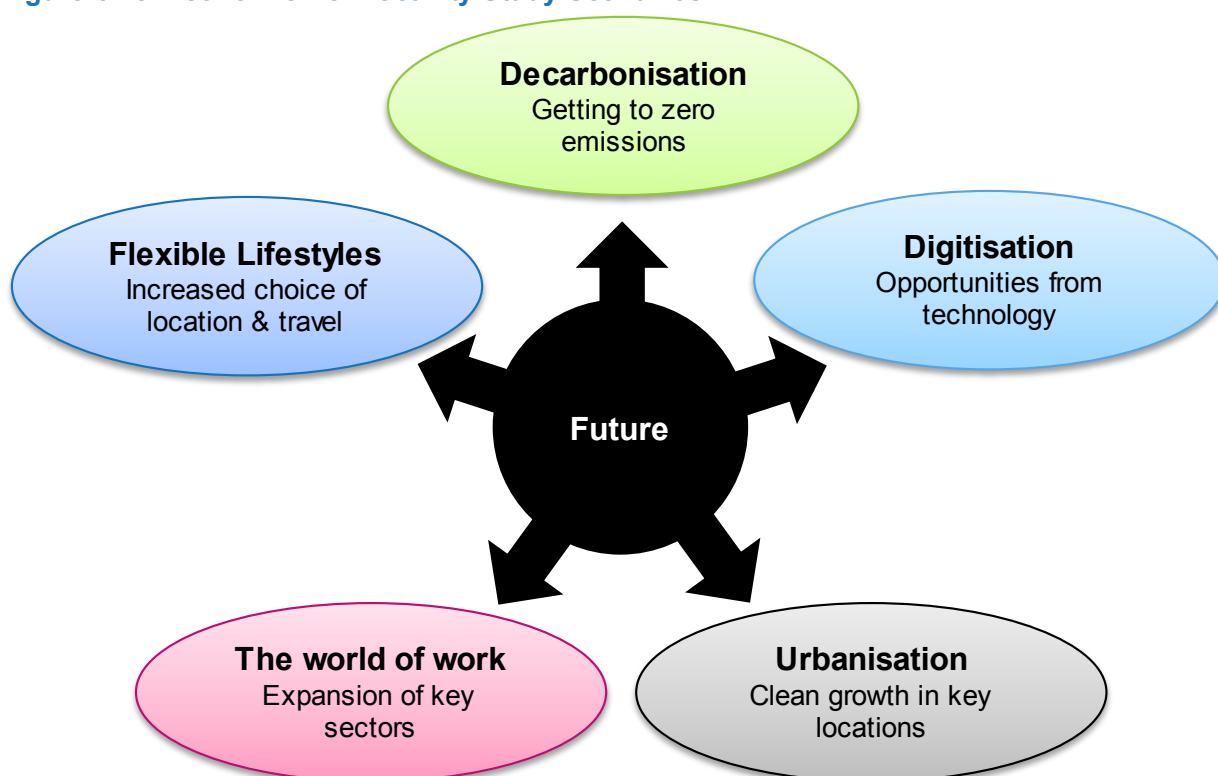 Decarbonisation
Getting to zero
emissions
Flexible Lifestyles
Increased choice of
location & travel
Digitisation
Opportunities from
technology
Future
The world of work
Expansion of key
sectors
Urbanisation
Clean growth in key
locations